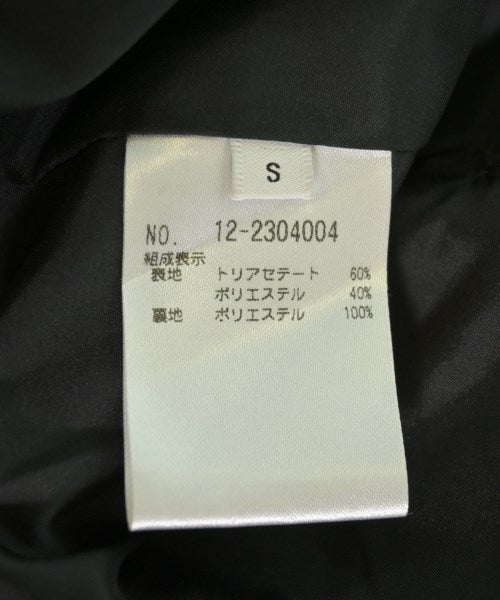 S
NO. 12-2304004
組成表示
表地 トリアセテート 60%
ポリエステル 40%
裏地 ポリエステル 100%